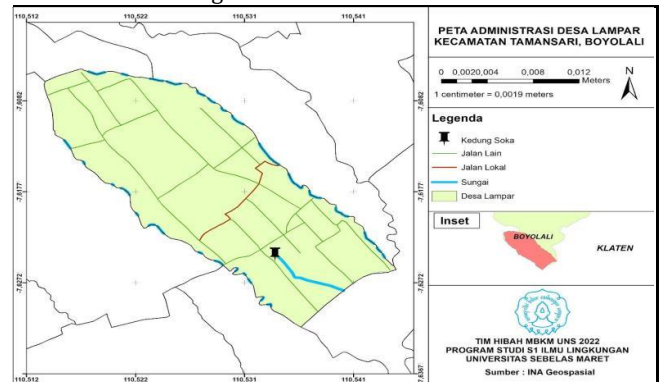 110,512 110,522 110,531 110,541
-7,6082 -7,6082
-7,6177 -7,6177
-7,6272 -7,6272
110,512 110,522 110,531 110,541
-7,6367
PETA ADMINISTRASI DESA LAMPAR
KECAMATAN TAMANSARI, BOYOLALI
0 0,0020,004 0,008 0,012
Meters
N
1 centimeter = 0,0019 meters
Legenda
Kedung Soka
Jalan Lain
Jalan Lokal
Sungai
Desa Lampar
Inset
BOYOLALI
KLATEN
TIM HIBAH MBKM UNS 2022
PROGRAM STUDI S1 ILMU LINGKUNGAN
UNIVERSITAS SEBELAS MARET
Sumber : INA Geospasial